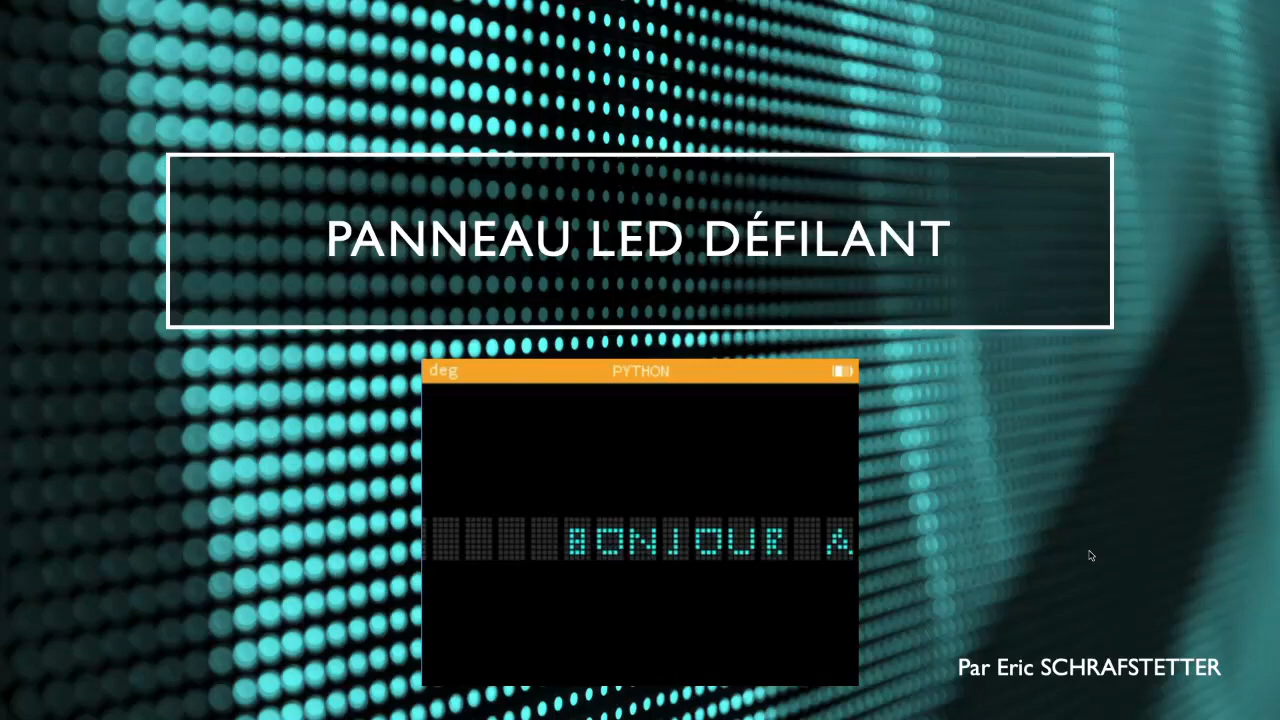 PANNEAU LED DÉFILANT
deg PYTHON
BONJOUR A
Par Eric SCHRAFSTETTER